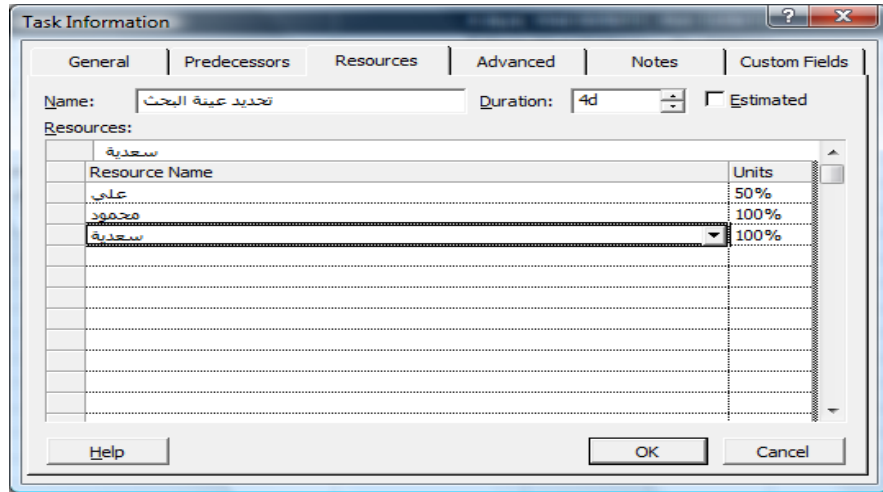 Task Information
General Predecessors Resources Advanced Notes Custom Fields
Name: تحديد عينة البحث Duration: 4d Estimated
Resources:
سعدية
Resource Name Units
علي 50%
محمود 100%
سعدية 100%
Help OK Cancel